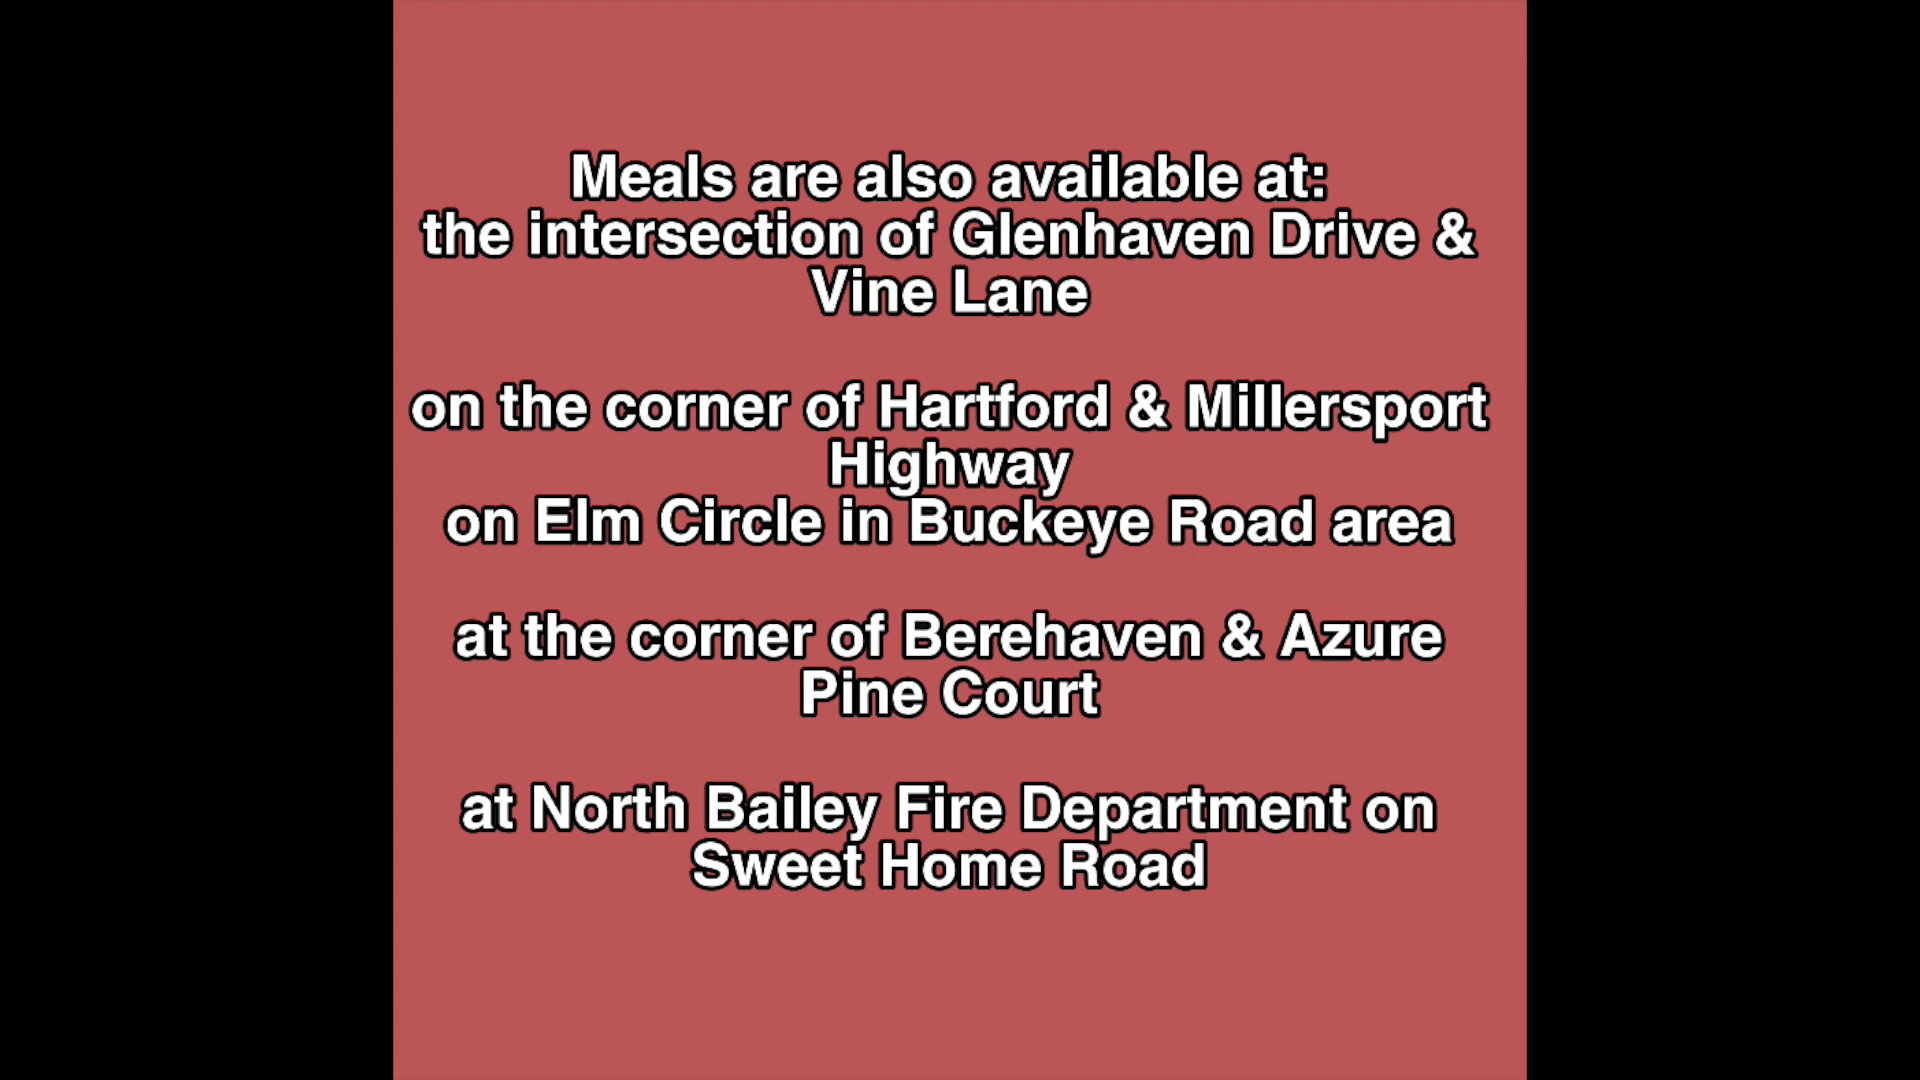 Meals are also available at:
the intersection of Glenhaven Drive &
Vine Lane
on the corner of Hartford & Millersport
Highway
on Elm Circle in Buckeye Road area
at the corner of Berehaven & Azure
Pine Court
at North Bailey Fire Department on
Sweet Home Road